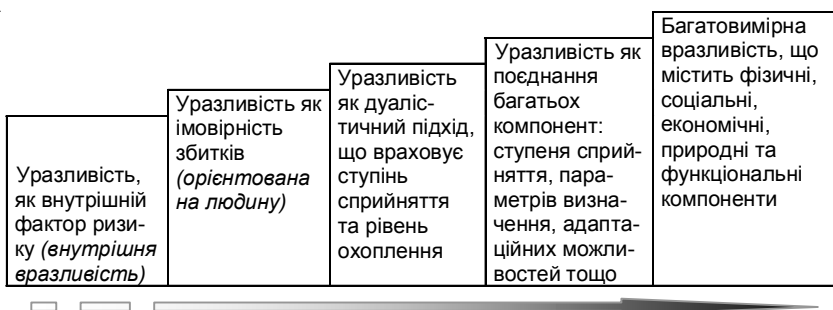 Уразливість,
як внутрішній
фактор ризи-
ку (внутрішня
вразливість)
Уразливість як
імовірність
збитків
(орієнтована
на людину)
Уразливість
як дуаліс-
тичний підхід,
що враховує
ступінь
сприйняття
та рівень
охоплення
Уразливість як
поєднання
багатьох
компонент:
ступеня сприй-
няття, пара-
метрів визна-
чення, адапта-
ційних можли-
востей тощо
Багатовимірна
вразливість, що
містить фізичні,
соціальні,
економічні,
природні та
функціональні
компоненти